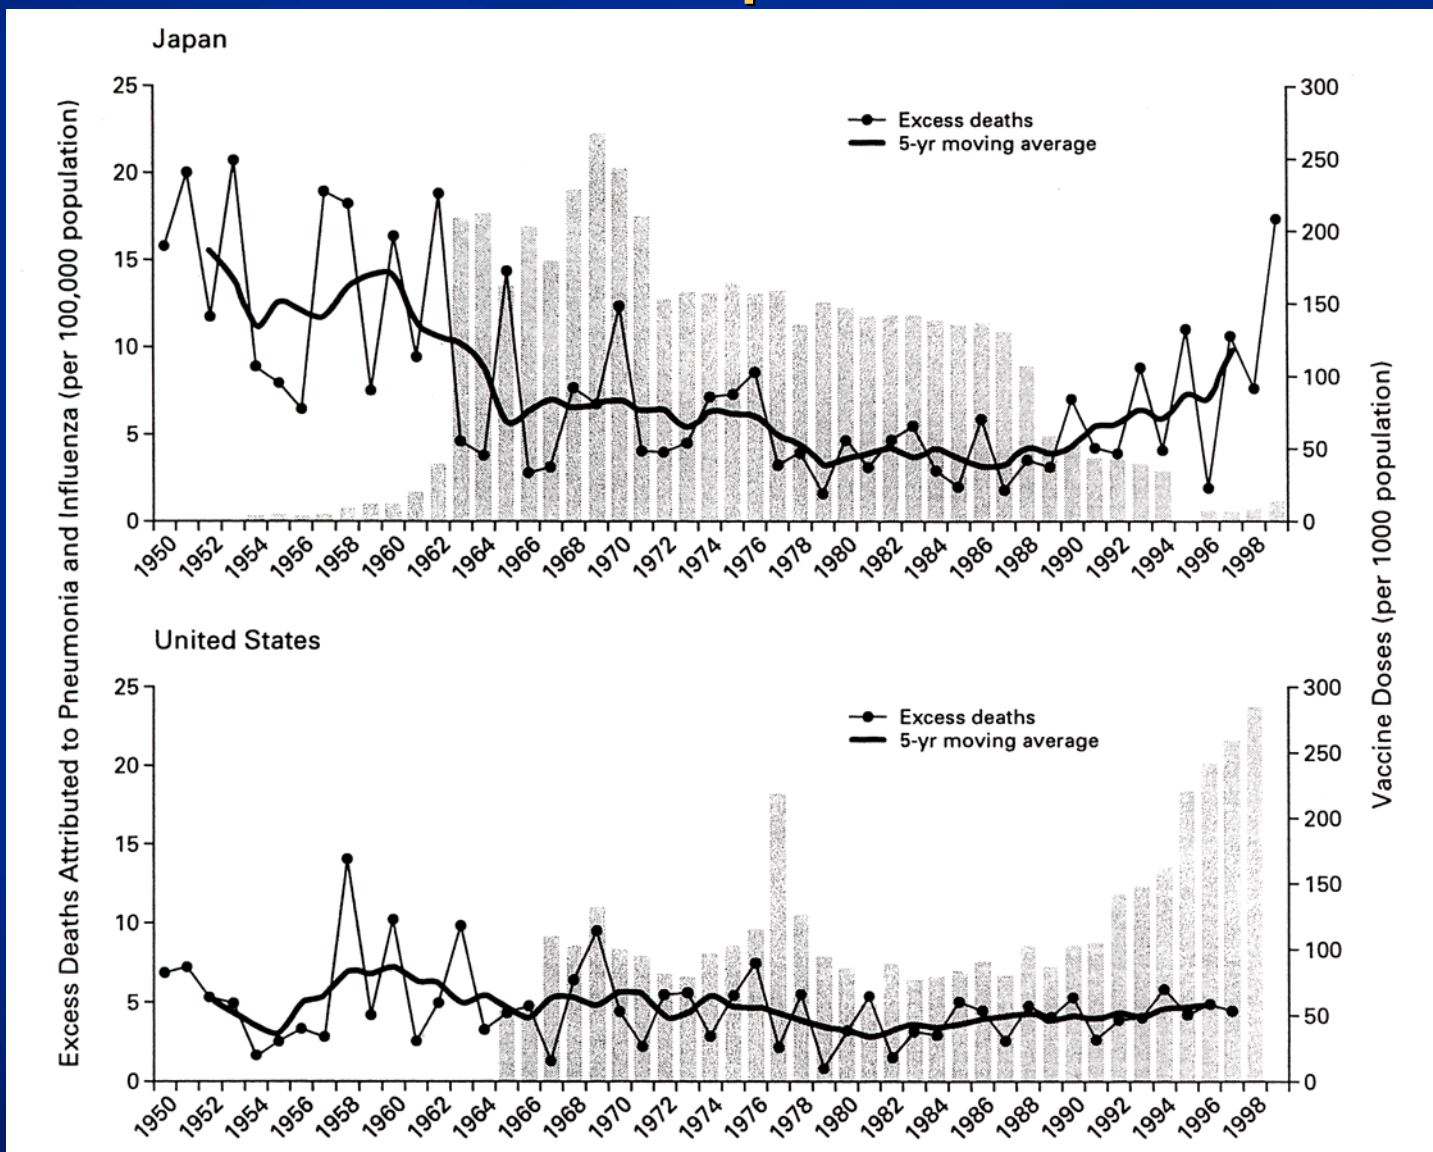 Japan
Excess Deaths Attributed to Pneumonia and Influenza (per 100,000 population)
25
20
15
10
5
0
Excess deaths
5-yr moving average
300
250
200
150
100
50
0
Vaccine Doses (per 1000 population)
1950 1952 1954 1956 1958 1960 1962 1964 1966 1968 1970 1972 1974 1976 1978 1980 1982 1984 1986 1988 1990 1992 1994 1996 1998
United States
25
20
15
10
5
0
Excess deaths
5-yr moving average
300
250
200
150
100
50
0
1950 1952 1954 1956 1958 1960 1962 1964 1966 1968 1970 1972 1974 1976 1978 1980 1982 1984 1986 1988 1990 1992 1994 1996 1998